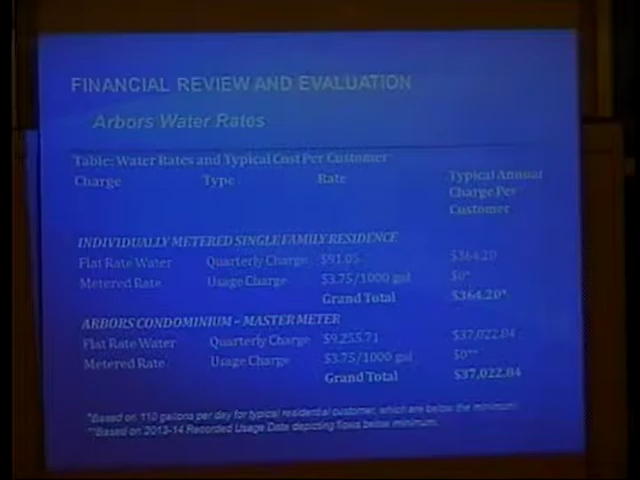 FINANCIAL REVIEW AND EVALUATION
Arbors Water Rates
Table: Water Rates and Typical Cost Per Customer
Charge Type Rate Typical Annual
Charge Per
Customer
INDIVIDUALLY METERED SINGLE FAMILY RESIDENCE
Flat Rate Water Quarterly Charge $91.05 $364.20
Metered Rate Usage Charge $3.75/1000 gal $0*
Grand Total $364.20*
ARBORS CONDOMINIUM – MASTER METER
Flat Rate Water Quarterly Charge $9,255.71 $37,022.84
Metered Rate Usage Charge $3.75/1000 gal $0**
Grand Total $37,022.84
*Based on 110 gallons per day for typical residential customer, which are below the minimum.
**Based on 2013-14 Recorded Usage Data depicting flows below minimum.